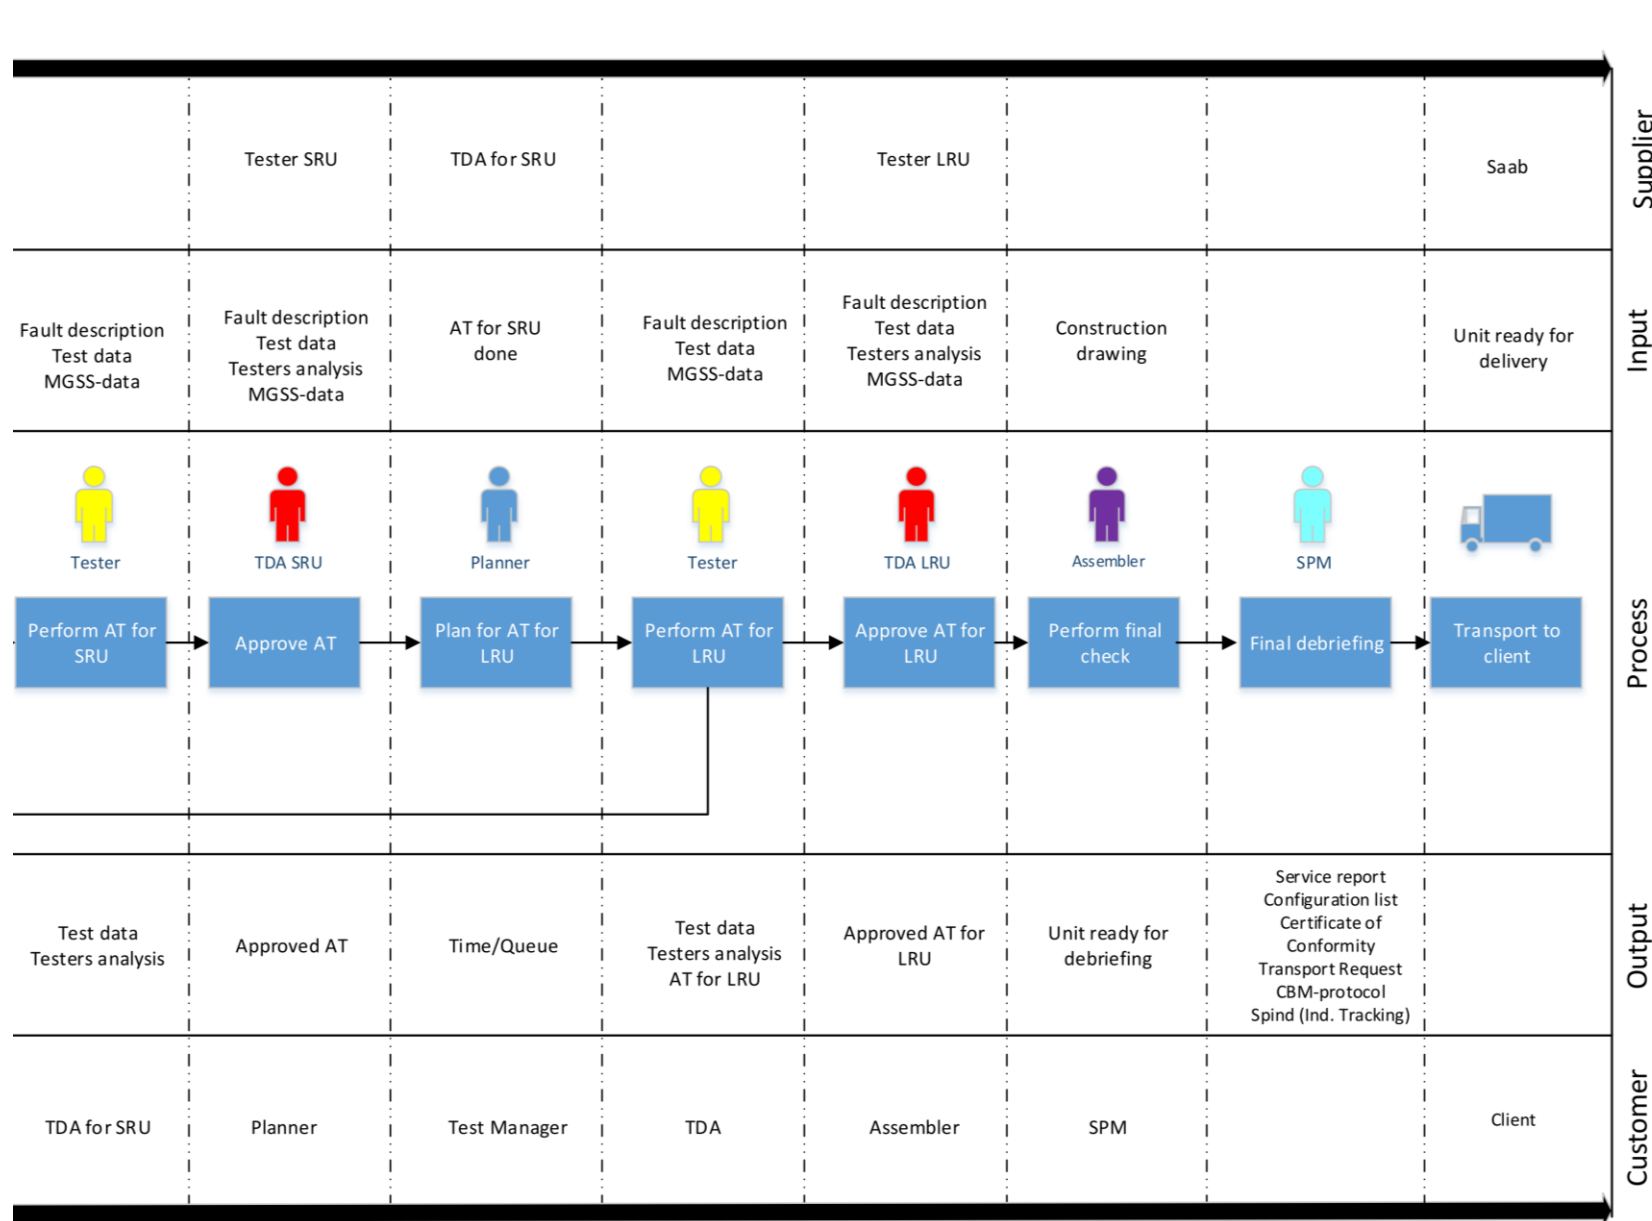 Tester SRU
TDA for SRU
Tester LRU
Saab
Supplier
Fault description
Test data
MGSS-data
Fault description
Test data
Testers analysis
MGSS-data
AT for SRU
done
Fault description
Test data
MGSS-data
Fault description
Test data
Testers analysis
MGSS-data
Construction
drawing
Unit ready for
delivery
Input
Tester
TDA SRU
Planner
Tester
TDA LRU
Assembler
SPM
Perform AT for
SRU
Approve AT
Plan for AT for
LRU
Perform AT for
LRU
Approve AT for
LRU
Perform final
check
Final debriefing
Transport to
client
Process
Test data
Testers analysis
Approved AT
Time/Queue
Test data
Testers analysis
AT for LRU
Approved AT for
LRU
Unit ready for
debriefing
Service report
Configuration list
Certificate of
Conformity
Transport Request
CBM-protocol
Spind (Ind. Tracking)
Output
TDA for SRU
Planner
Test Manager
TDA
Assembler
SPM
Client
Customer